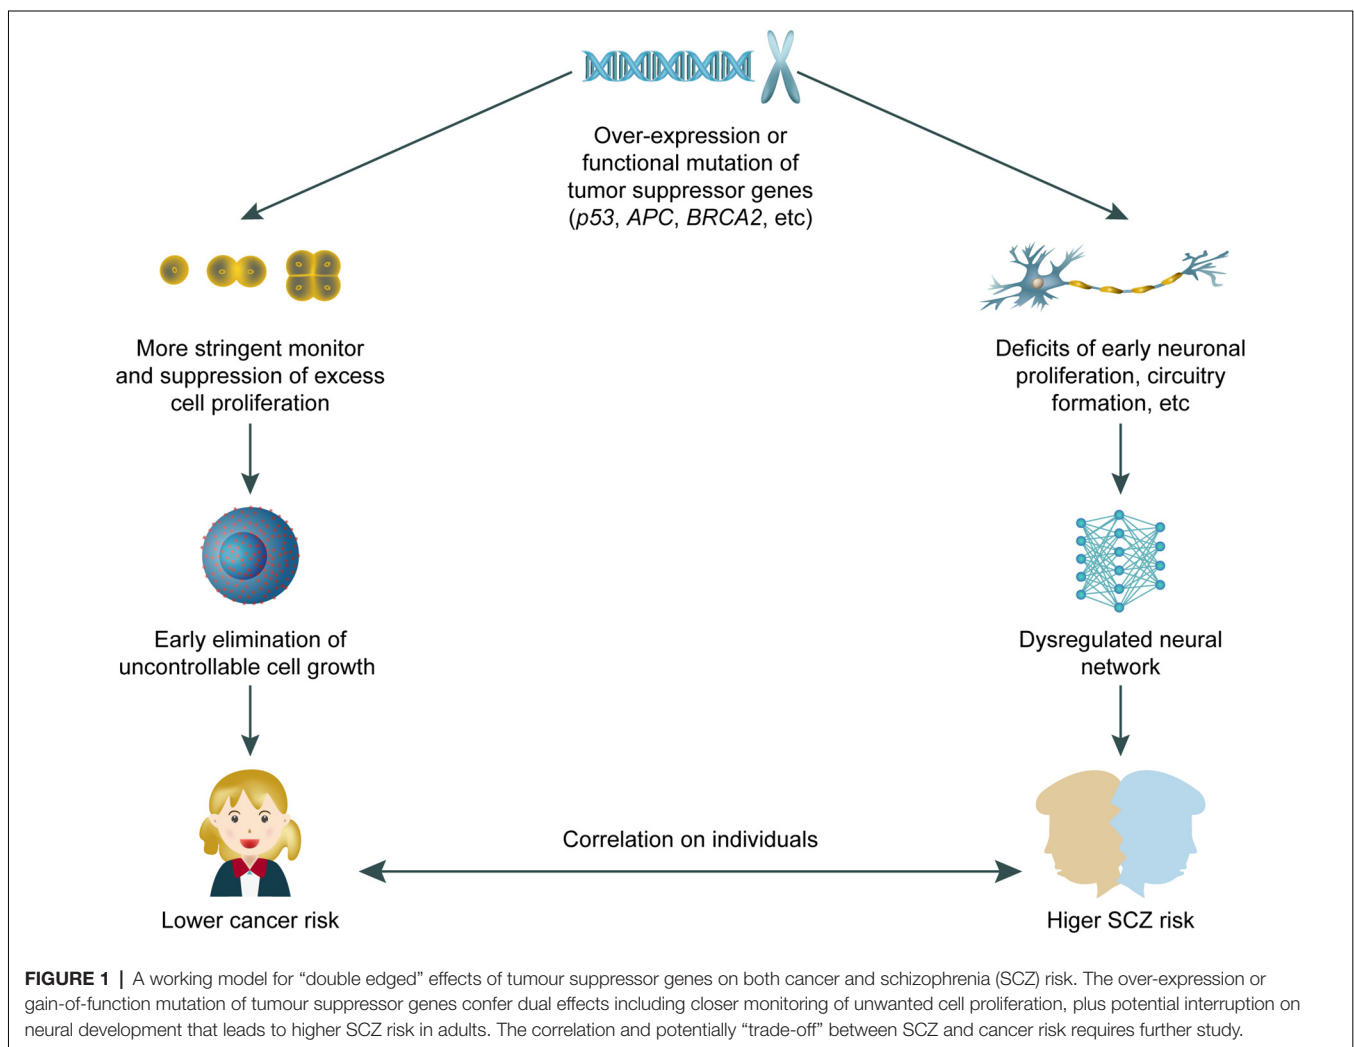 Over-expression or
functional mutation of
tumor suppressor genes
(p53, APC, BRCA2, etc)
More stringent monitor
and suppression of excess
cell proliferation
Deficits of early neuronal
proliferation, circuitry
formation, etc
Early elimination of
uncontrollable cell growth
Dysregulated neural
network
Correlation on individuals
Lower cancer risk
Higer SCZ risk
FIGURE 1 | A working model for “double edged” effects of tumour suppressor genes on both cancer and schizophrenia (SCZ) risk. The over-expression or
gain-of-function mutation of tumour suppressor genes confer dual effects including closer monitoring of unwanted cell proliferation, plus potential interruption on
neural development that leads to higher SCZ risk in adults. The correlation and potentially “trade-off” between SCZ and cancer risk requires further study.